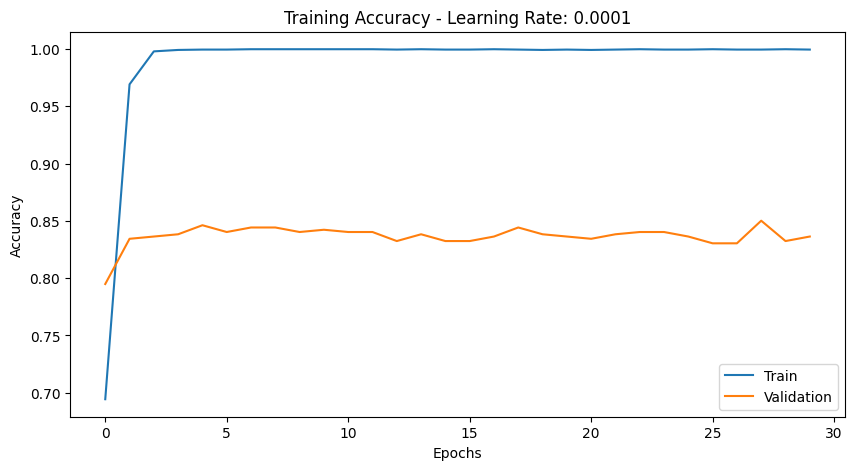 Training Accuracy - Learning Rate: 0.0001
1.00
0.95
0.90
0.85
0.80
0.75
0.70
Accuracy
0 5 10 15 20 25 30
Epochs
Train
Validation